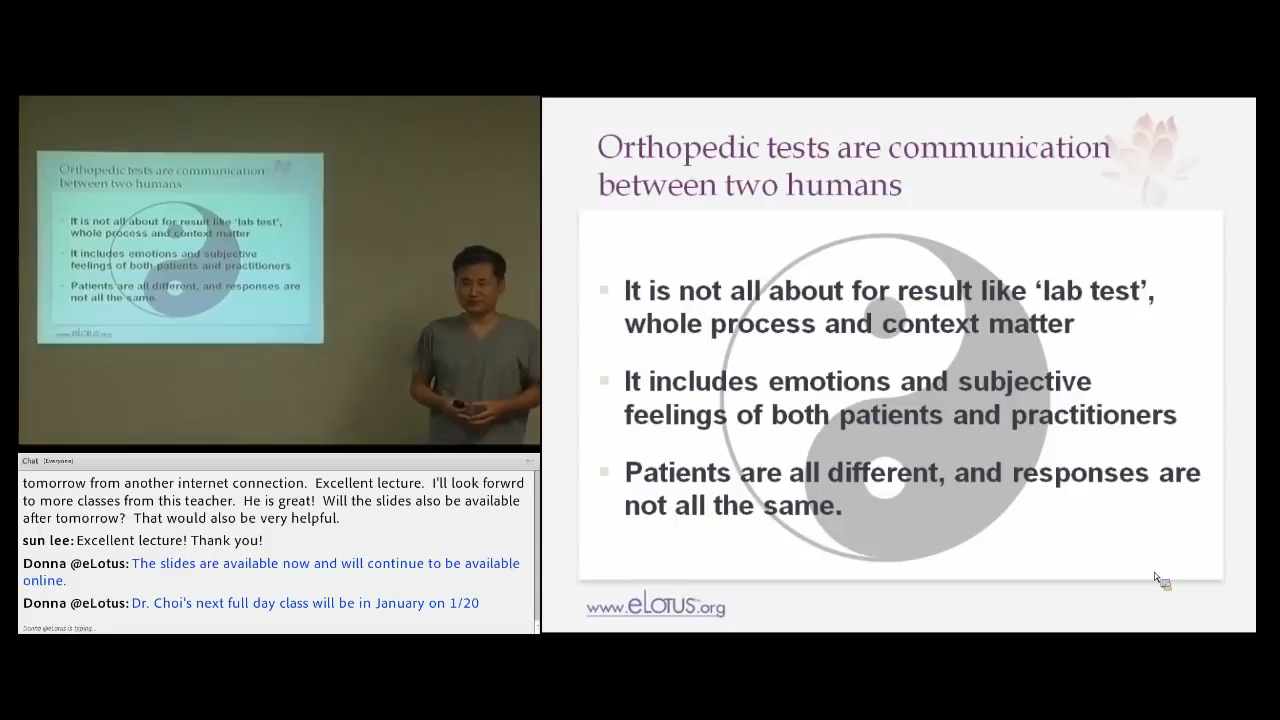 Orthopedic tests are communication
between two humans
It is not all about for result like ‘lab test’,
whole process and context matter
It includes emotions and subjective
feelings of both patients and practitioners
Patients are all different, and responses are
not all the same.
www.eLotus.org
Chat (Everyone)
tomorrow from another internet connection.  Excellent lecture.  I'll look forwrd
to more classes from this teacher.  He is great!  Will the slides also be available
after tomorrow?  That would also be very helpful.
sun lee: Excellent lecture! Thank you!
Donna @eLotus: The slides are available now and will continue to be available
online.
Donna @eLotus: Dr. Choi's next full day class will be in January on 1/20
Donna @eLotus is typing...
Orthopedic tests are communication
between two humans
It is not all about for result like ‘lab test’,
whole process and context matter
It includes emotions and subjective
feelings of both patients and practitioners
Patients are all different, and responses are
not all the same.
www.eLotus.org